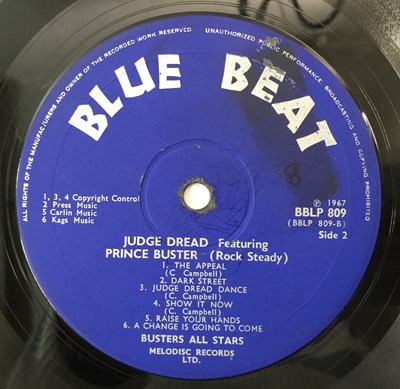 ALL RIGHTS OF THE MANUFACTURERS AND OWNER OF THE RECORDED WORK RESERVED
UNAUTHORIZED PUBLIC PERFORMANCE, BROADCASTING AND COPYING PROHIBITED
BLUE BEAT
1, 3, 4 Copyright Control
2 Press Music
5 Carlin Music
6 Kags Music
℗ 1967
BBLP 809
(BBLP 809-B)
Side 2
JUDGE DREAD Featuring
PRINCE BUSTER (Rock Steady)
1. THE APPEAL
(C. Campbell)
2. DARK STREET
3. JUDGE DREAD DANCE
(C. Campbell)
4. SHOW IT NOW
(C. Campbell)
5. RAISE YOUR HANDS
6. A CHANGE IS GOING TO COME
BUSTERS ALL STARS
MELODISC RECORDS
LTD.